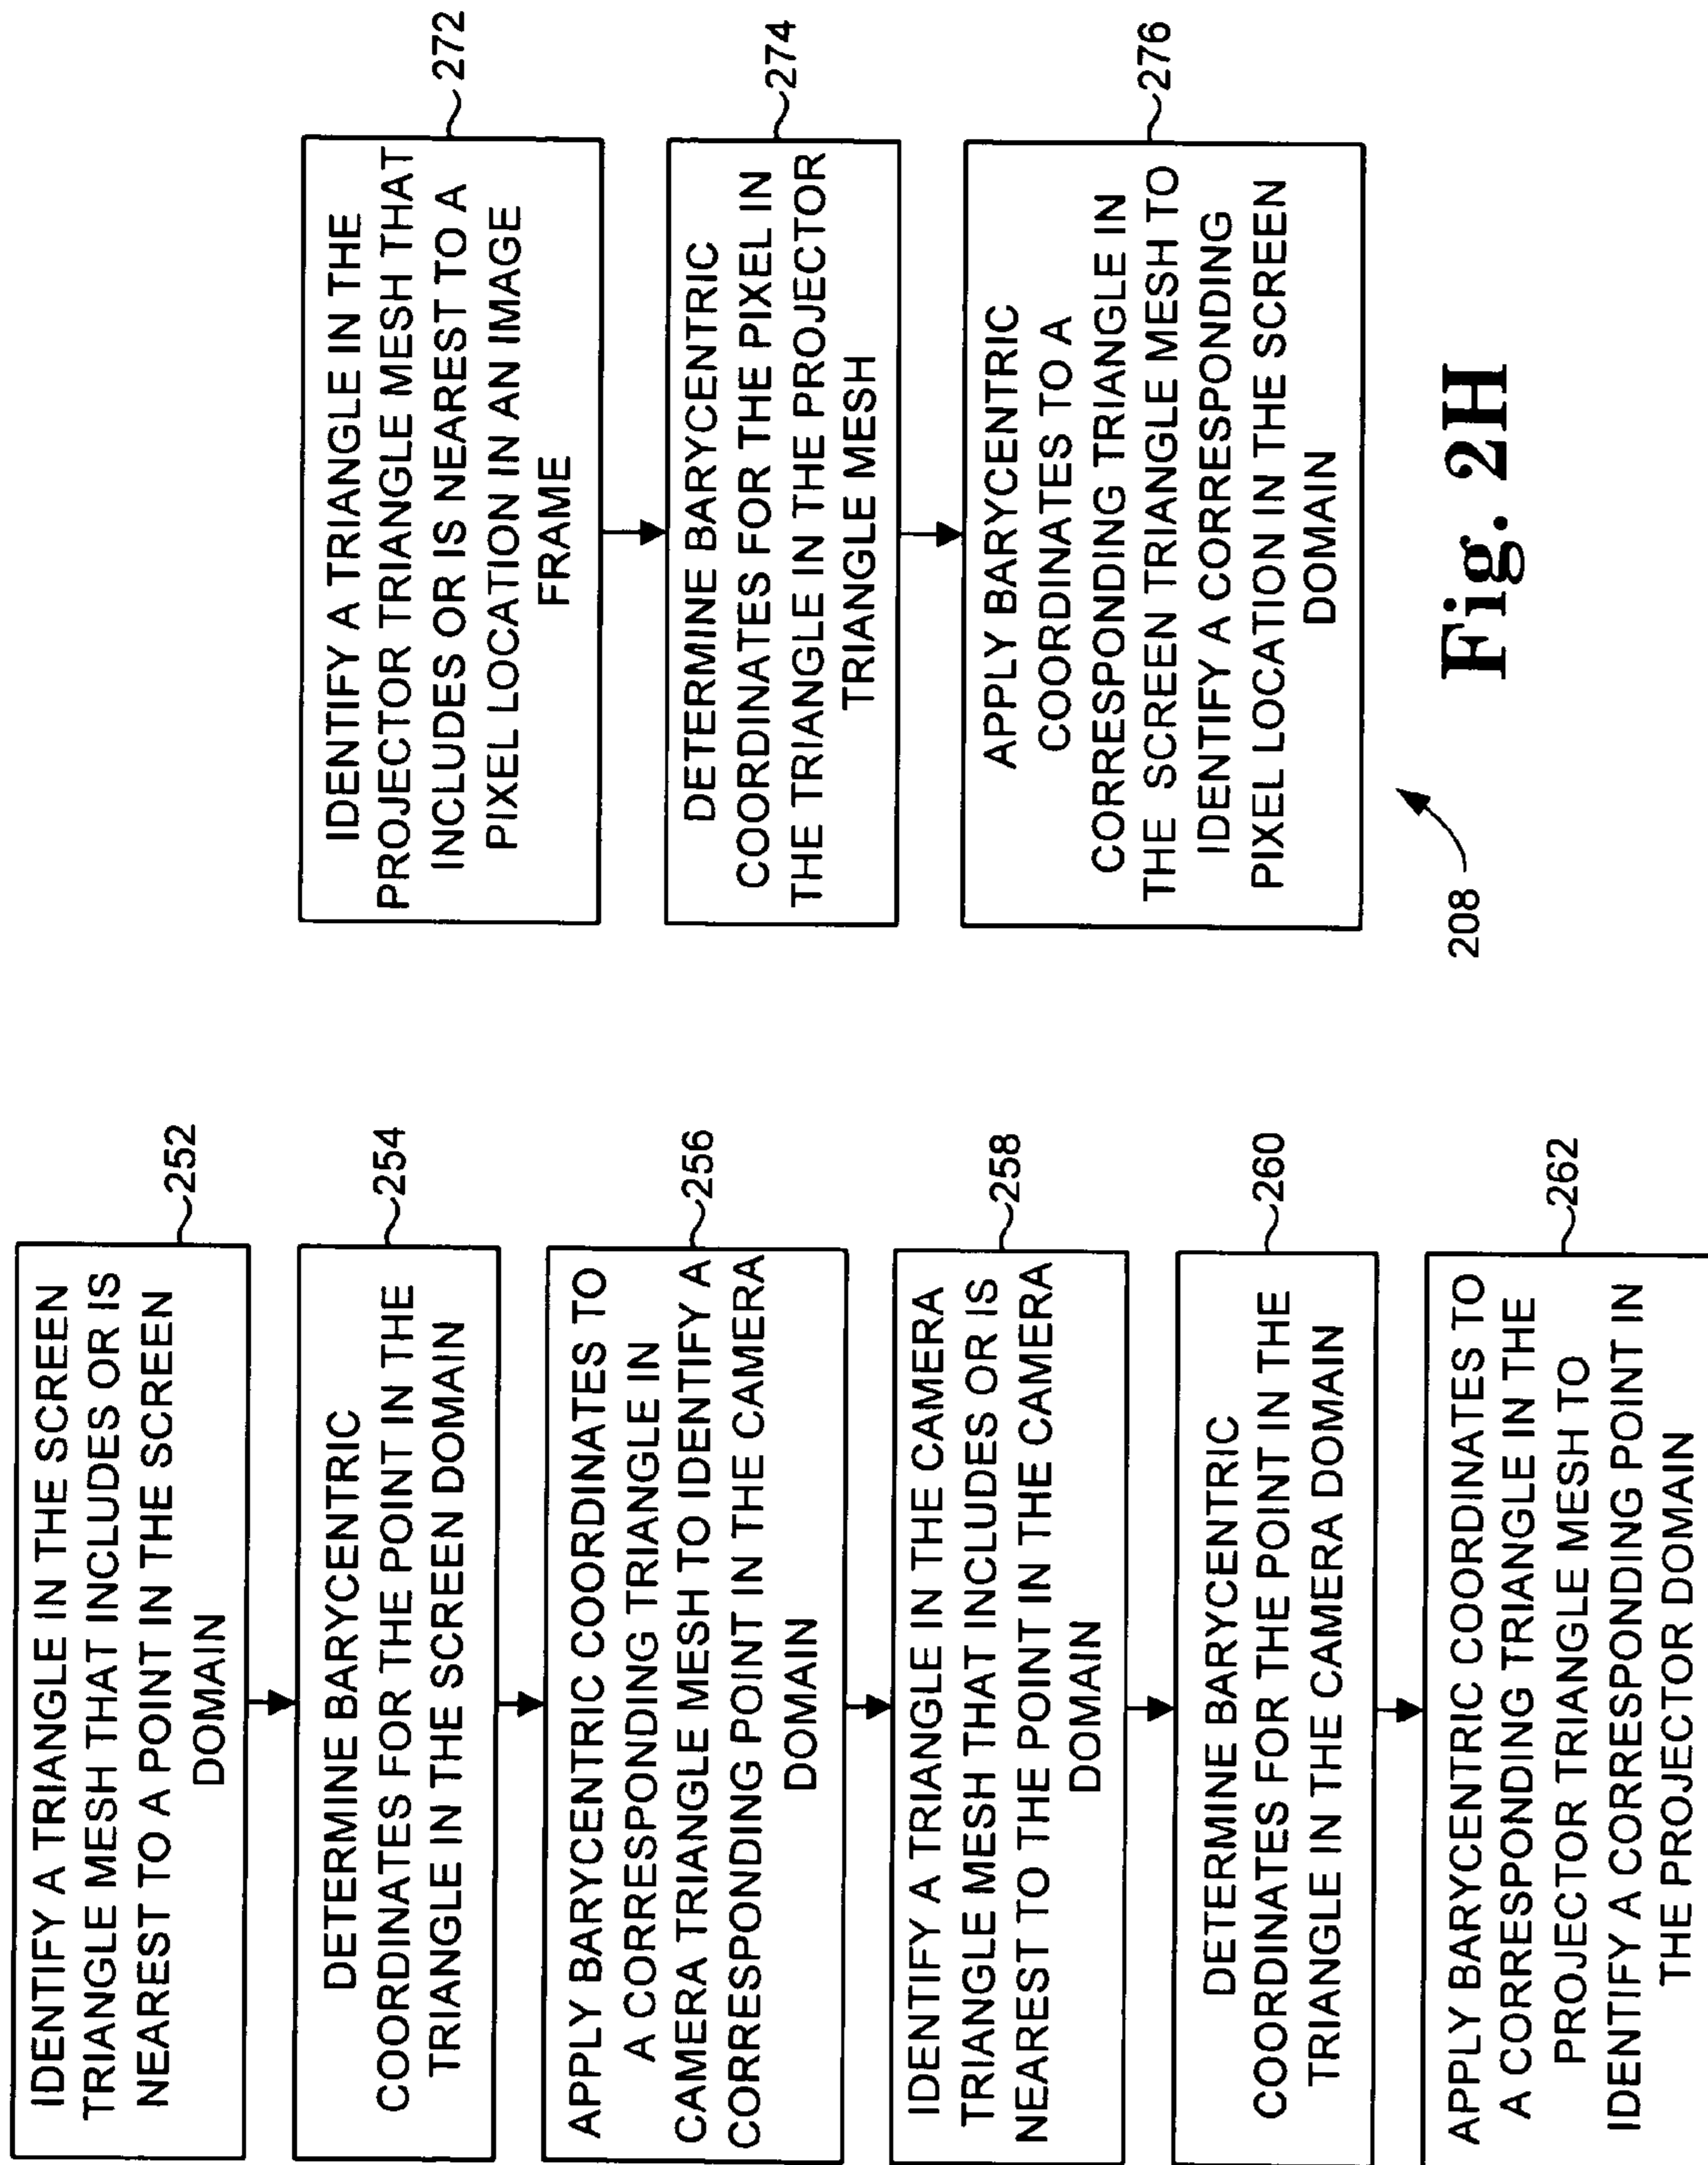 IDENTIFY A TRIANGLE IN THE SCREEN
TRIANGLE MESH THAT INCLUDES OR IS
NEAREST TO A POINT IN THE SCREEN
DOMAIN
252
DETERMINE BARYCENTRIC
COORDINATES FOR THE POINT IN THE
TRIANGLE IN THE SCREEN DOMAIN
254
APPLY BARYCENTRIC COORDINATES TO
A CORRESPONDING TRIANGLE IN
CAMERA TRIANGLE MESH TO IDENTIFY A
CORRESPONDING POINT IN THE CAMERA
DOMAIN
256
IDENTIFY A TRIANGLE IN THE CAMERA
TRIANGLE MESH THAT INCLUDES OR IS
NEAREST TO THE POINT IN THE CAMERA
DOMAIN
258
DETERMINE BARYCENTRIC
COORDINATES FOR THE POINT IN THE
TRIANGLE IN THE CAMERA DOMAIN
260
APPLY BARYCENTRIC COORDINATES TO
A CORRESPONDING TRIANGLE IN THE
PROJECTOR TRIANGLE MESH TO
IDENTIFY A CORRESPONDING POINT IN
THE PROJECTOR DOMAIN
262
IDENTIFY A TRIANGLE IN THE
PROJECTOR TRIANGLE MESH THAT
INCLUDES OR IS NEAREST TO A
PIXEL LOCATION IN AN IMAGE
FRAME
272
DETERMINE BARYCENTRIC
COORDINATES FOR THE PIXEL IN
THE TRIANGLE IN THE PROJECTOR
TRIANGLE MESH
274
APPLY BARYCENTRIC
COORDINATES TO A
CORRESPONDING TRIANGLE IN
THE SCREEN TRIANGLE MESH TO
IDENTIFY A CORRESPONDING
PIXEL LOCATION IN THE SCREEN
DOMAIN
276
208
Fig. 2H